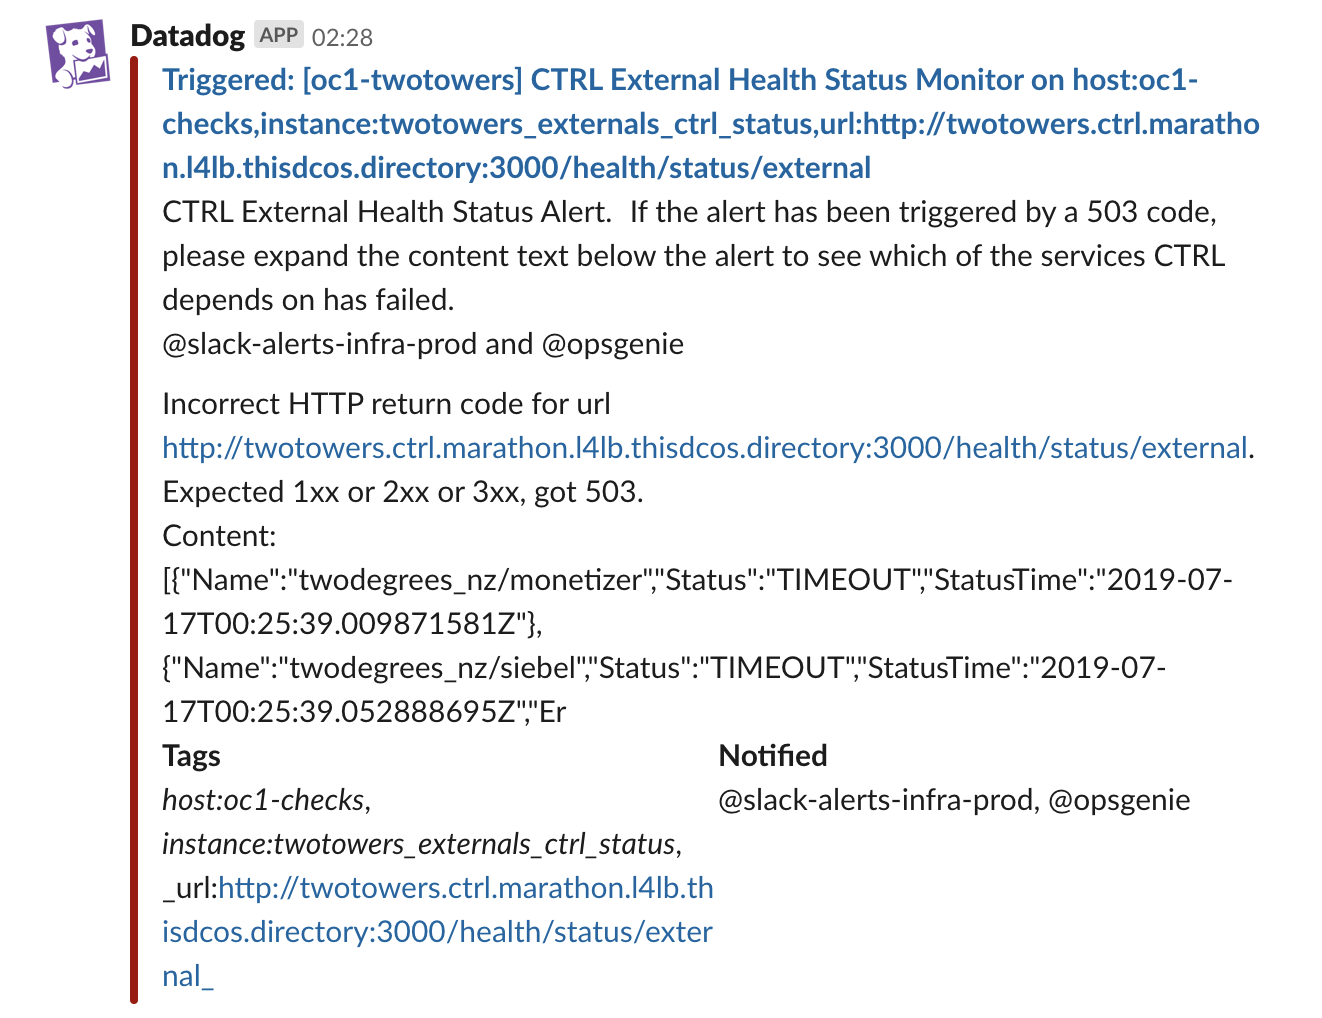 Datadog APP 02:28
Triggered: [oc1-twotowers] CTRL External Health Status Monitor on host:oc1-
checks,instance:twotowers_externals_ctrl_status,url:http://twotowers.ctrl.maratho
n.l4lb.thisdcos.directory:3000/health/status/external
CTRL External Health Status Alert.  If the alert has been triggered by a 503 code,
please expand the content text below the alert to see which of the services CTRL
depends on has failed.
@slack-alerts-infra-prod and @opsgenie
Incorrect HTTP return code for url
http://twotowers.ctrl.marathon.l4lb.thisdcos.directory:3000/health/status/external.
Expected 1xx or 2xx or 3xx, got 503.
Content:
[{"Name":"twodegrees_nz/monetizer","Status":"TIMEOUT","StatusTime":"2019-07-
17T00:25:39.009871581Z"},
{"Name":"twodegrees_nz/siebel","Status":"TIMEOUT","StatusTime":"2019-07-
17T00:25:39.052888695Z","Er
Tags
host:oc1-checks,
instance:twotowers_externals_ctrl_status,
_url:http://twotowers.ctrl.marathon.l4lb.th
isdcos.directory:3000/health/status/exter
nal_
Notified
@slack-alerts-infra-prod, @opsgenie